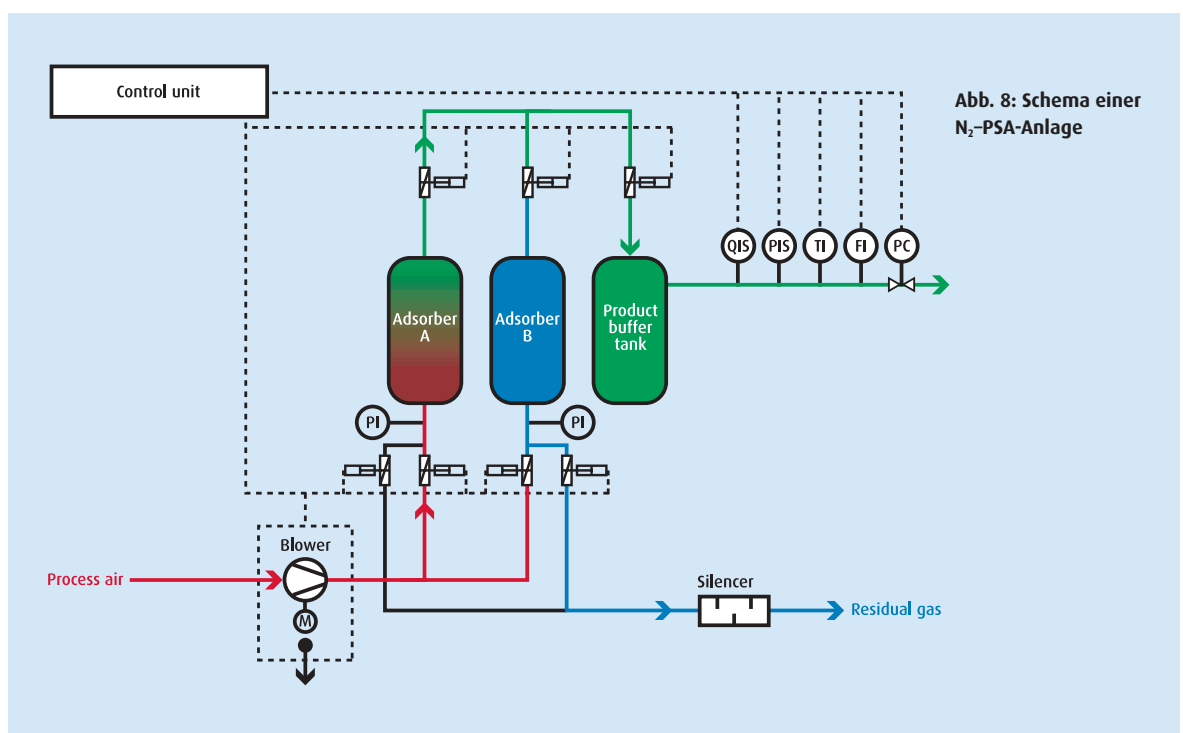 Control unit
Abb. 8: Schema einer
N₂–PSA-Anlage
QIS
PIS
TI
FI
PC
Adsorber
A
Adsorber
B
Product
buffer
tank
PI
PI
Blower
M
Process air
Silencer
Residual gas